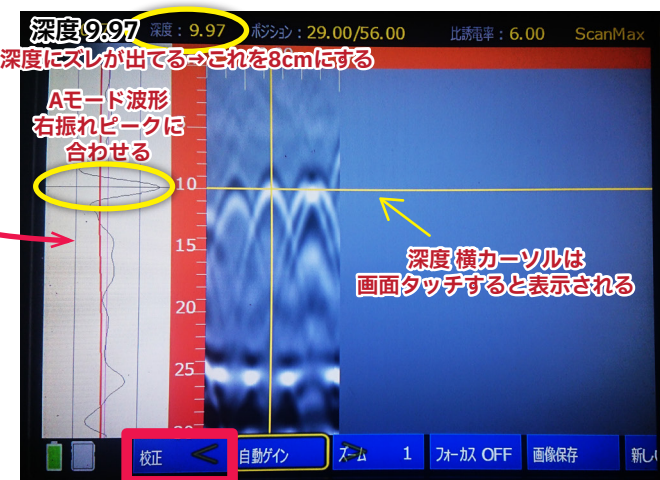 深度 9.97
深度：9.97
ポジション：29.00/56.00
比誘電率：6.00
ScanMax
深度にズレが出てる→これを8cmにする
Aモード波形
右振れピークに
合わせる
10
15
20
25
深度 横カーソルは
画面タッチすると表示される
校正
<
自動ゲイン
ズーム 1
フォーカス OFF
画像保存
新し